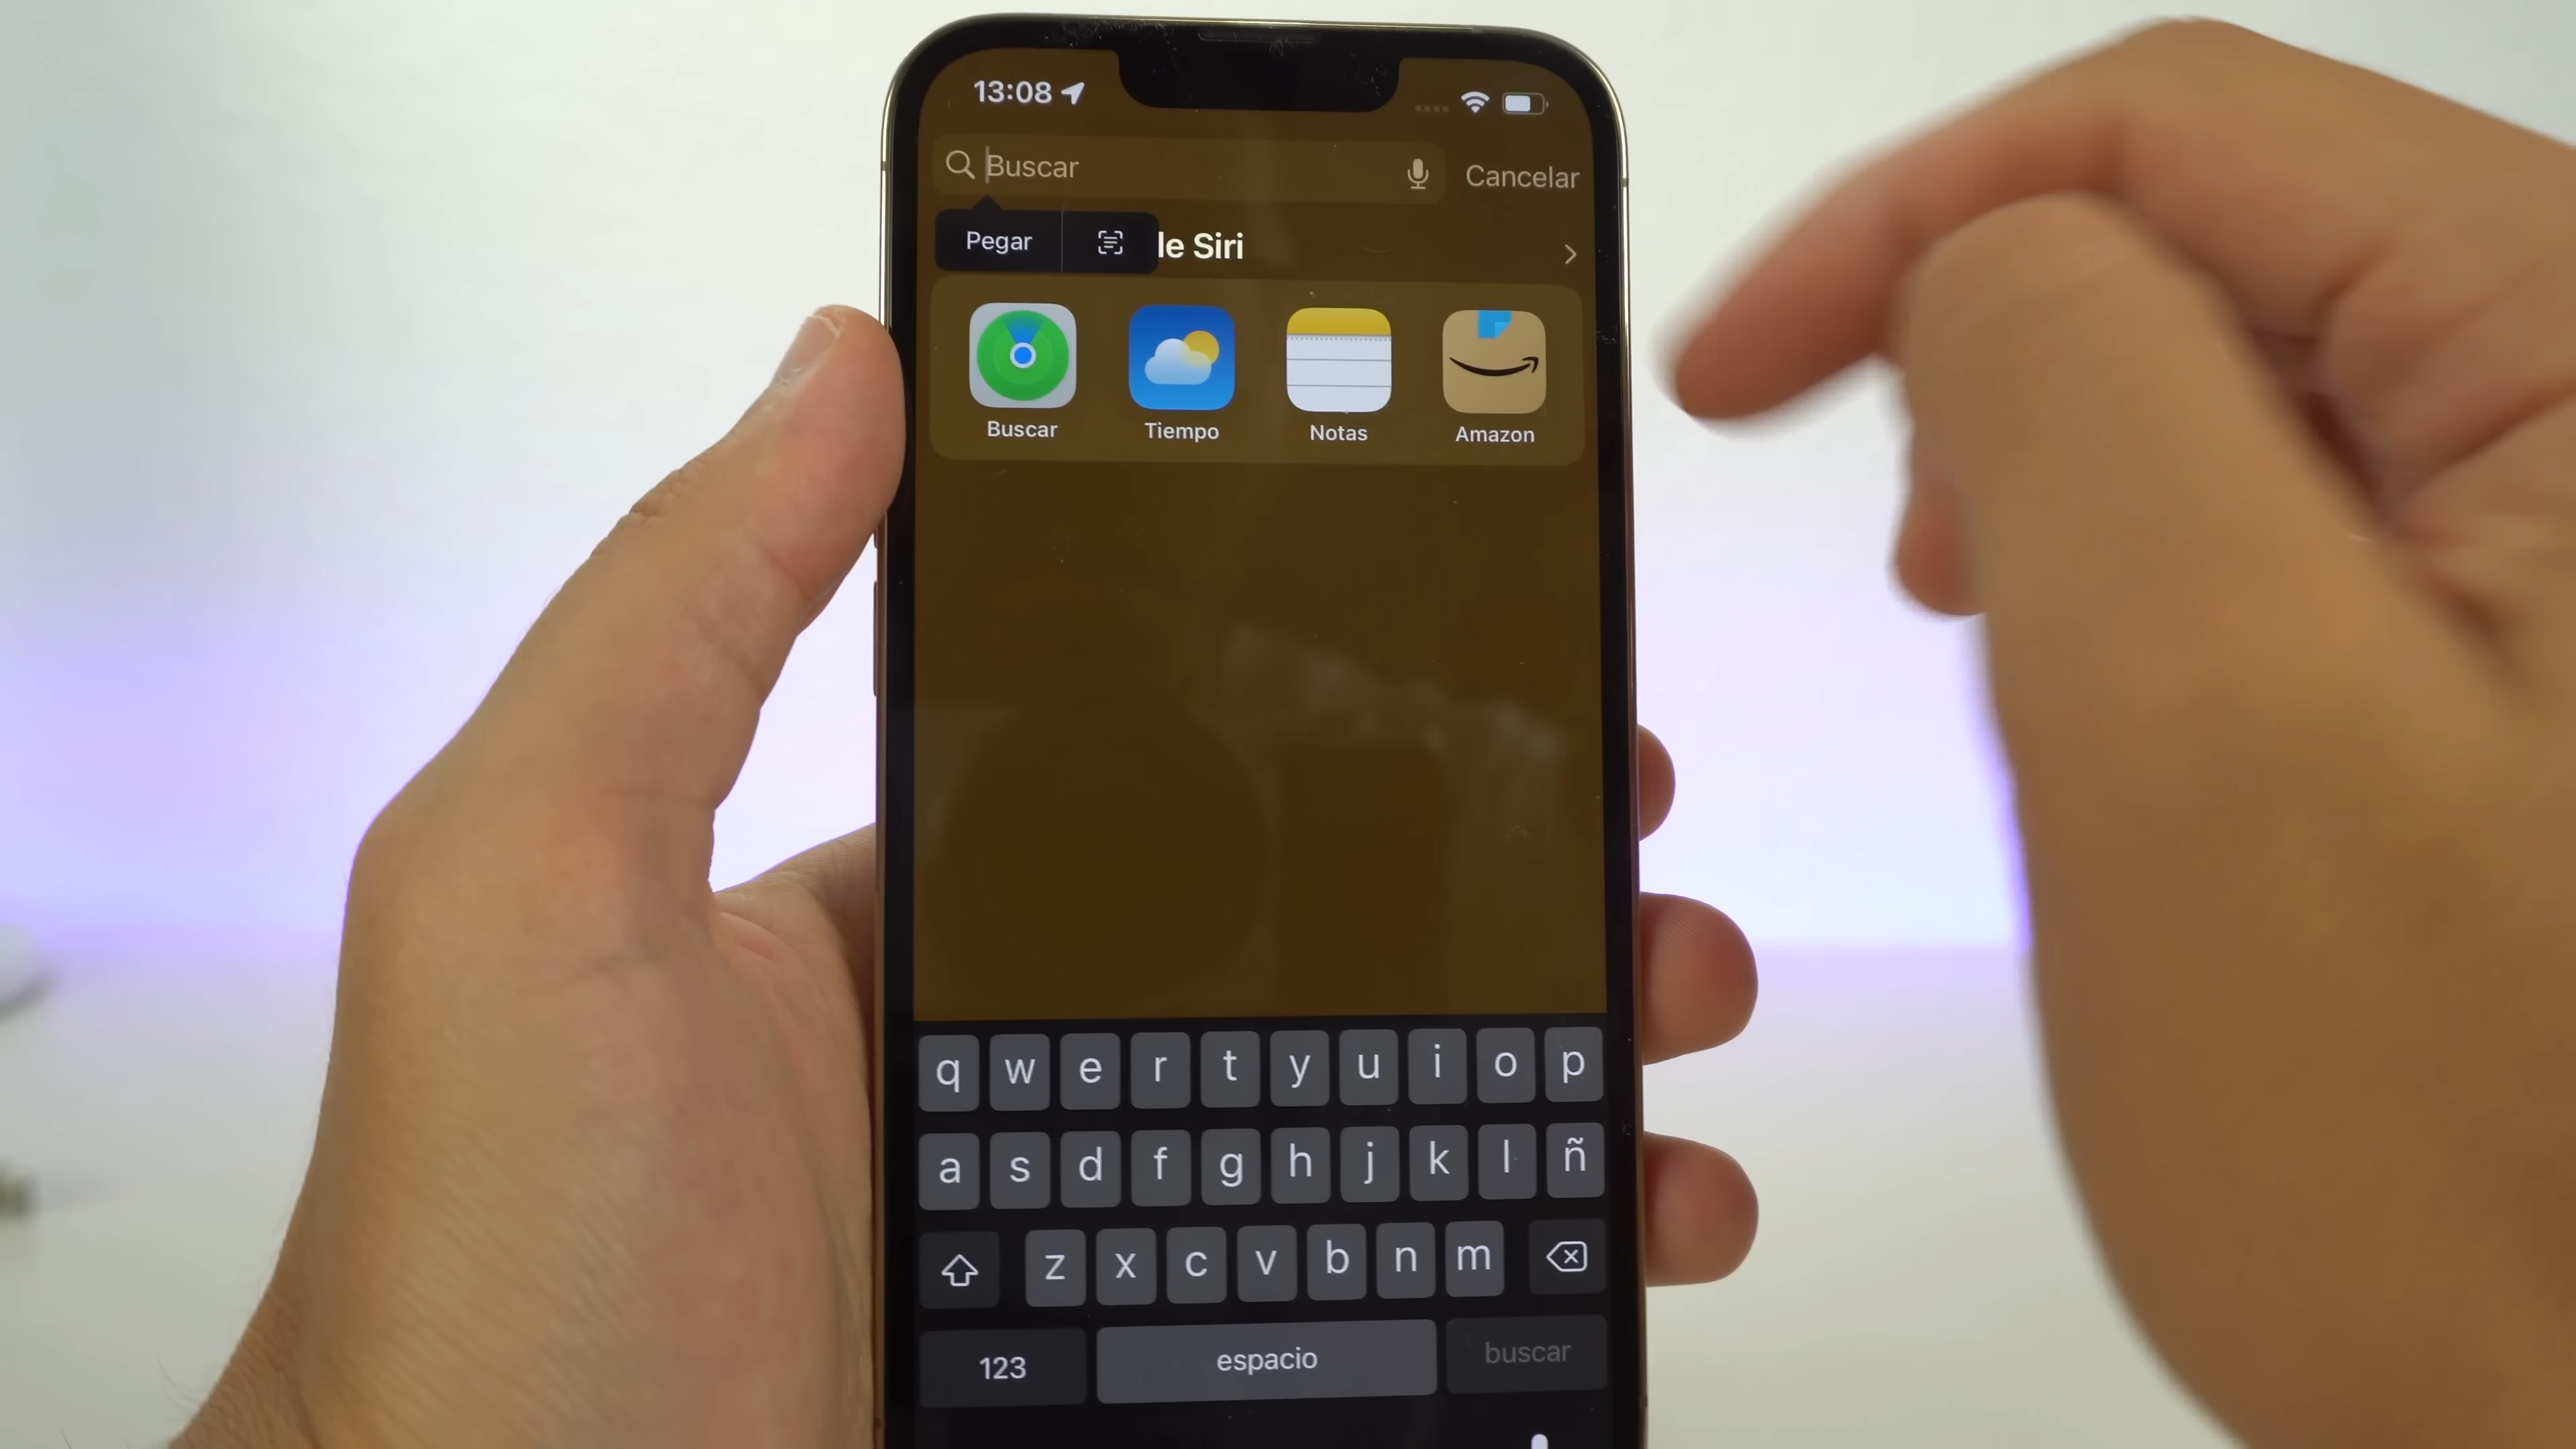 13:08
Buscar
Cancelar
Pegar
le Siri
Buscar Tiempo Notas Amazon
q w e r t y u i o p
a s d f g h j k l ñ
z x c v b n m
123 espacio buscar